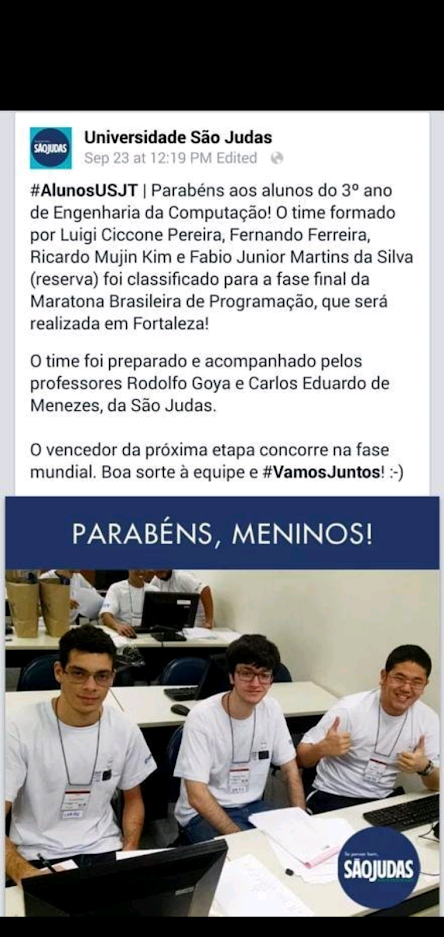 SÃOJUDAS
Universidade São Judas
Sep 23 at 12:19 PM Edited
#AlunosUSJT | Parabéns aos alunos do 3º ano
de Engenharia da Computação! O time formado
por Luigi Ciccone Pereira, Fernando Ferreira,
Ricardo Mujin Kim e Fabio Junior Martins da Silva
(reserva) foi classificado para a fase final da
Maratona Brasileira de Programação, que será
realizada em Fortaleza!
O time foi preparado e acompanhado pelos
professores Rodolfo Goya e Carlos Eduardo de
Menezes, da São Judas.
O vencedor da próxima etapa concorre na fase
mundial. Boa sorte à equipe e #VamosJuntos! :-)
PARABÉNS, MENINOS!
SÃOJUDAS